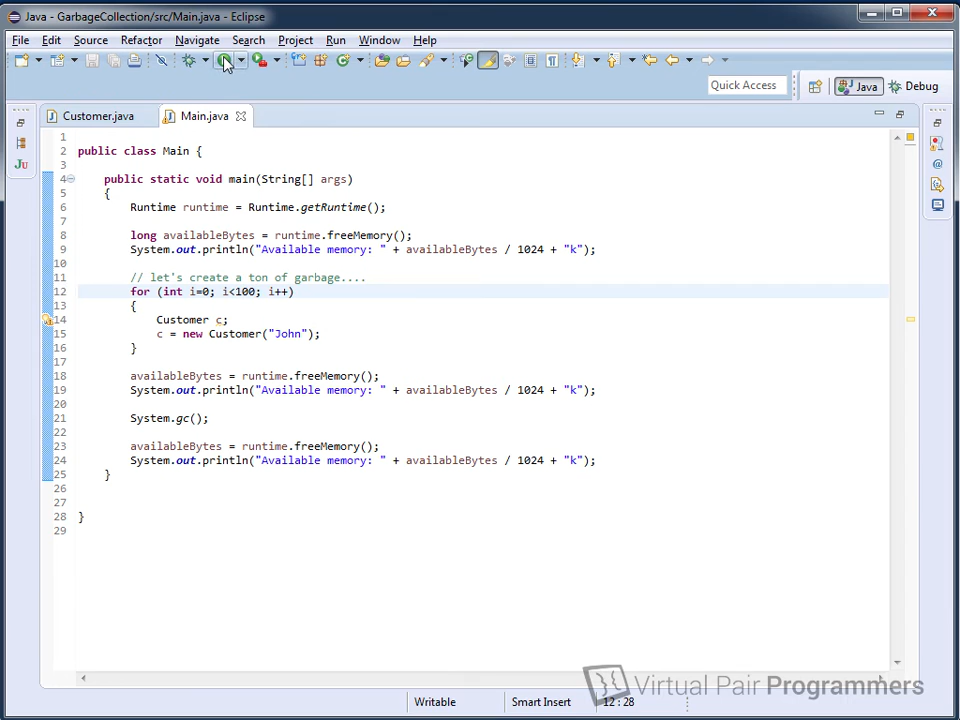 Java - GarbageCollection/src/Main.java - Eclipse
File Edit Source Refactor Navigate Search Project Run Window Help
Quick Access Java Debug
Customer.java Main.java
1
2 public class Main {
3
4 public static void main(String[] args)
5 {
6 Runtime runtime = Runtime.getRuntime();
7
8 long availableBytes = runtime.freeMemory();
9 System.out.println("Available memory: " + availableBytes / 1024 + "k");
10
11 // let's create a ton of garbage....
12 for (int i=0; i<100; i++)
13 {
14 Customer c;
15 c = new Customer("John");
16 }
17
18 availableBytes = runtime.freeMemory();
19 System.out.println("Available memory: " + availableBytes / 1024 + "k");
20
21 System.gc();
22
23 availableBytes = runtime.freeMemory();
24 System.out.println("Available memory: " + availableBytes / 1024 + "k");
25 }
26
27
28 }
29
Ju
Virtual Pair Programmers
Writable Smart Insert 12 : 28